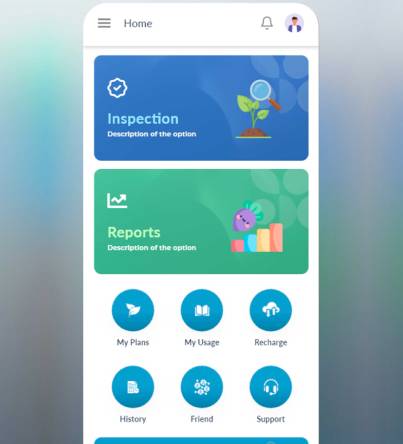 Home
Inspection
Description of the option
Reports
Description of the option
My Plans
My Usage
Recharge
History
Friend
Support